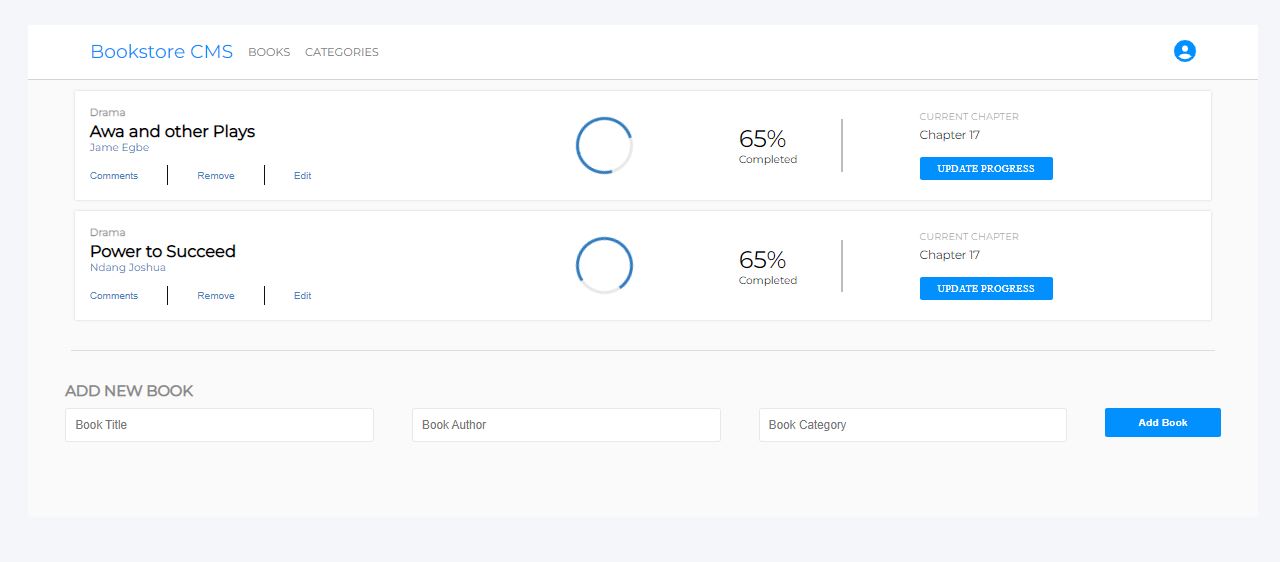 Bookstore CMS BOOKS CATEGORIES
Drama
Awa and other Plays
Jame Egbe
Comments Remove Edit
65%
Completed
CURRENT CHAPTER
Chapter 17
UPDATE PROGRESS
Drama
Power to Succeed
Ndang Joshua
Comments Remove Edit
65%
Completed
CURRENT CHAPTER
Chapter 17
UPDATE PROGRESS
ADD NEW BOOK
Book Title Book Author Book Category Add Book